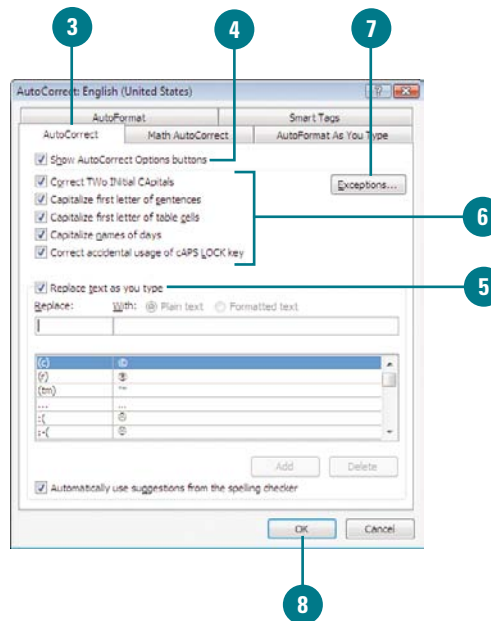 3
4
7
AutoCorrect: English (United States)
AutoFormat
Smart Tags
AutoCorrect
Math AutoCorrect
AutoFormat As You Type
Show AutoCorrect Options buttons
Correct TWo INitial CApitals
Exceptions...
Capitalize first letter of sentences
6
Capitalize first letter of table cells
Capitalize names of days
Correct accidental usage of cAPS LOCK key
Replace text as you type
5
Replace:
With:
Plain text
Formatted text
(c) ©
(r) ®
(tm) ™
... ...
:( ☹
:-( ☹
Add
Delete
Automatically use suggestions from the spelling checker
OK
Cancel
8